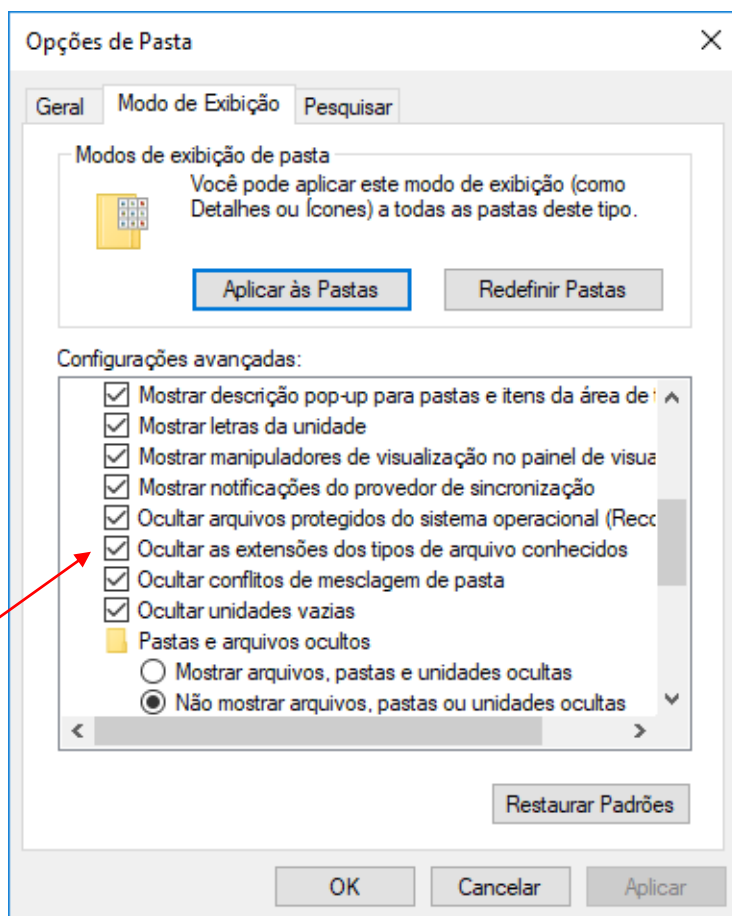 Opções de Pasta
Geral
Modo de Exibição
Pesquisar
Modos de exibição de pasta
Você pode aplicar este modo de exibição (como
Detalhes ou Ícones) a todas as pastas deste tipo.
Aplicar às Pastas
Redefinir Pastas
Configurações avançadas:
Mostrar descrição pop-up para pastas e itens da área de
Mostrar letras da unidade
Mostrar manipuladores de visualização no painel de visua
Mostrar notificações do provedor de sincronização
Ocultar arquivos protegidos do sistema operacional (Reco
Ocultar as extensões dos tipos de arquivo conhecidos
Ocultar conflitos de mesclagem de pasta
Ocultar unidades vazias
Pastas e arquivos ocultos
Mostrar arquivos, pastas e unidades ocultas
Não mostrar arquivos, pastas ou unidades ocultas
Restaurar Padrões
OK
Cancelar
Aplicar